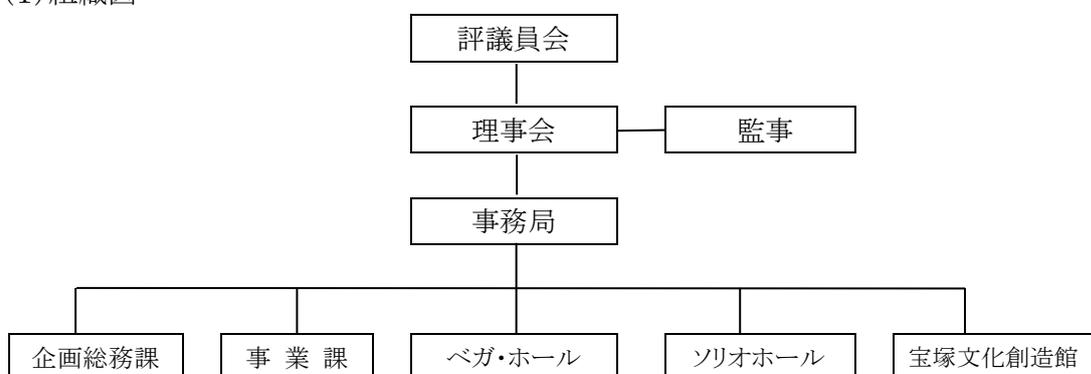 (1)組織図
評議員会
理事会 監事
事務局
企画総務課 事 業 課 ベガ・ホール ソリオホール 宝塚文化創造館